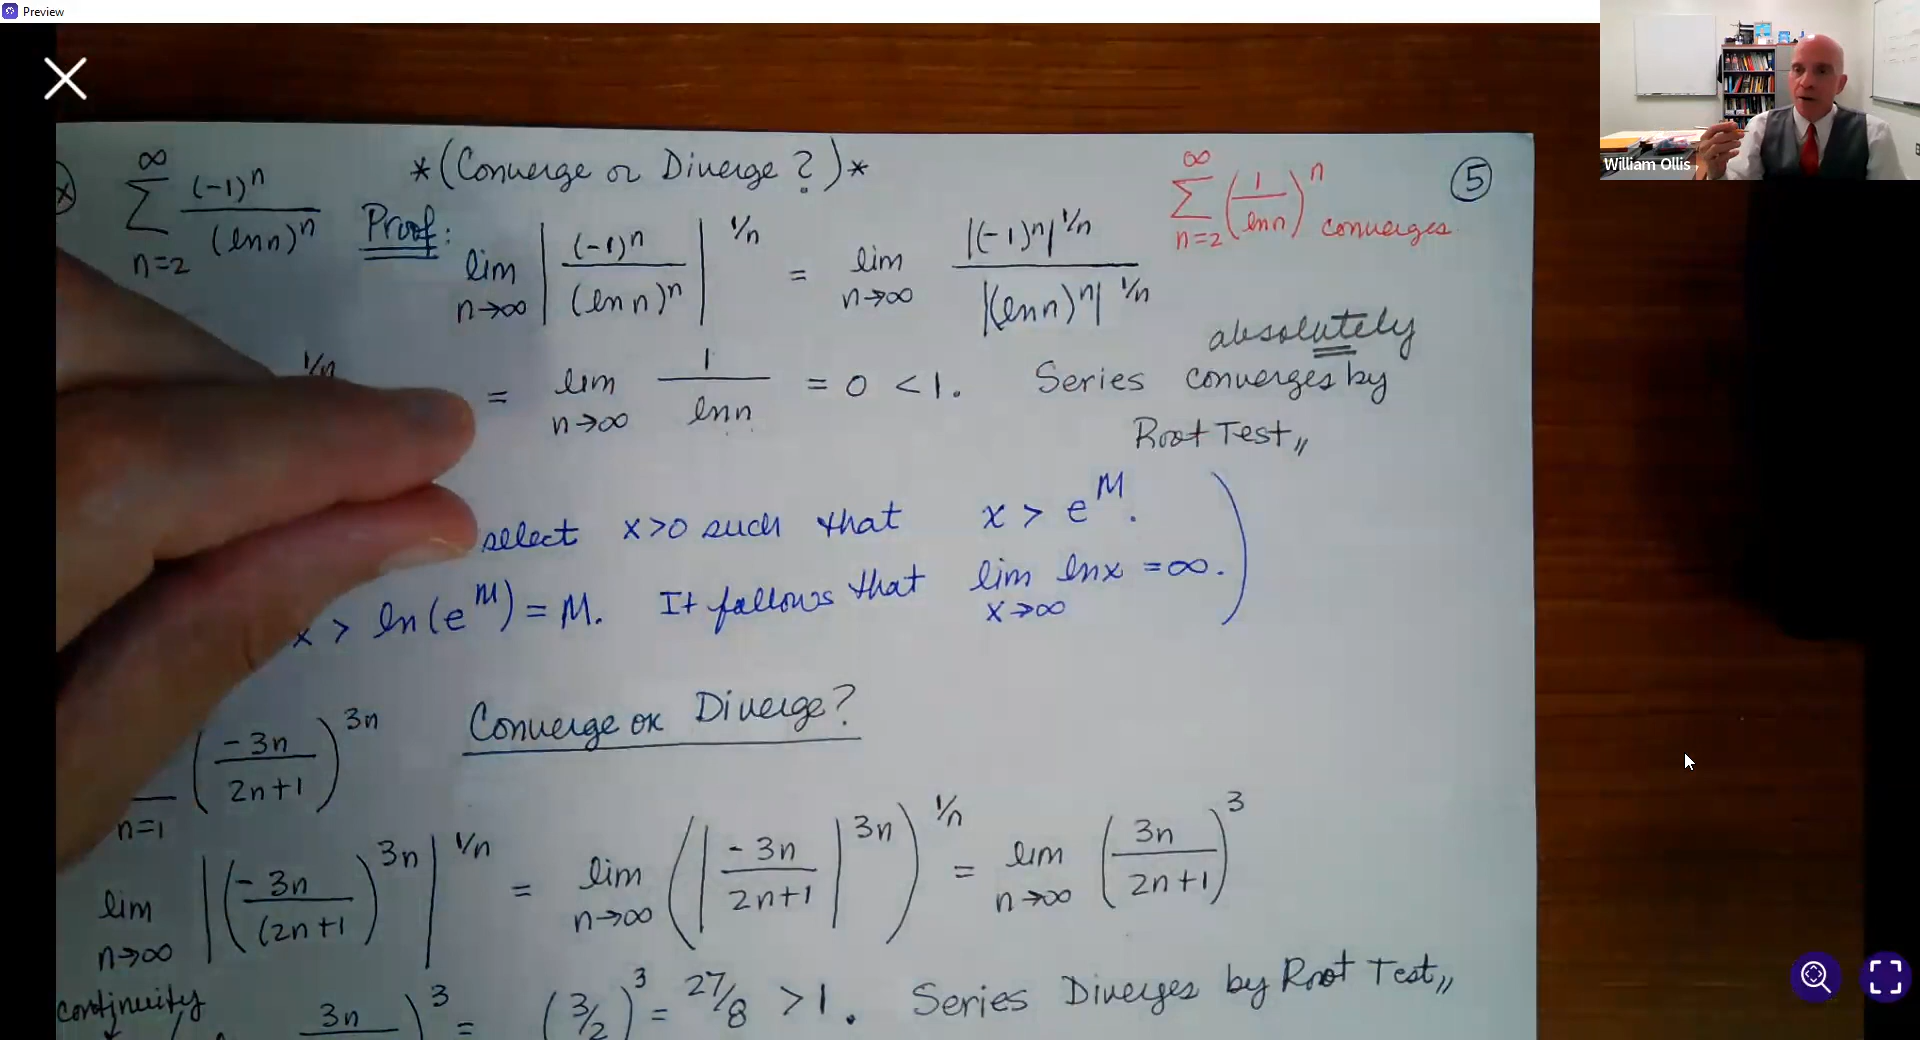 Preview
William Ollis
∞
Σ (-1)ⁿ / (ln n)ⁿ
n=2
*(Converge or Diverge?)*
∞
Σ (1/ln n)ⁿ converges
n=2
5
Proof:
lim n→∞ |(-1)ⁿ / (ln n)ⁿ|^1/n = lim n→∞ |(-1)ⁿ|^1/n / |(ln n)ⁿ|^1/n
absolutely
1/n
= lim n→∞ 1 / ln n = 0 < 1. Series converges by
Root Test,,
select x>0 such that x > e^M.
x > ln(e^M) = M. It follows that lim x→∞ ln x = ∞.)
(-3n / 2n+1)^3n
n=1
Converge or Diverge?
lim n→∞ |(-3n / (2n+1)^3n|^1/n = lim n→∞ (|-3n / 2n+1|^3n)^1/n = lim n→∞ (3n / 2n+1)^3
continuity
3n )^3 = (3/2)^3 = 27/8 > 1. Series Diverges by Root Test,,